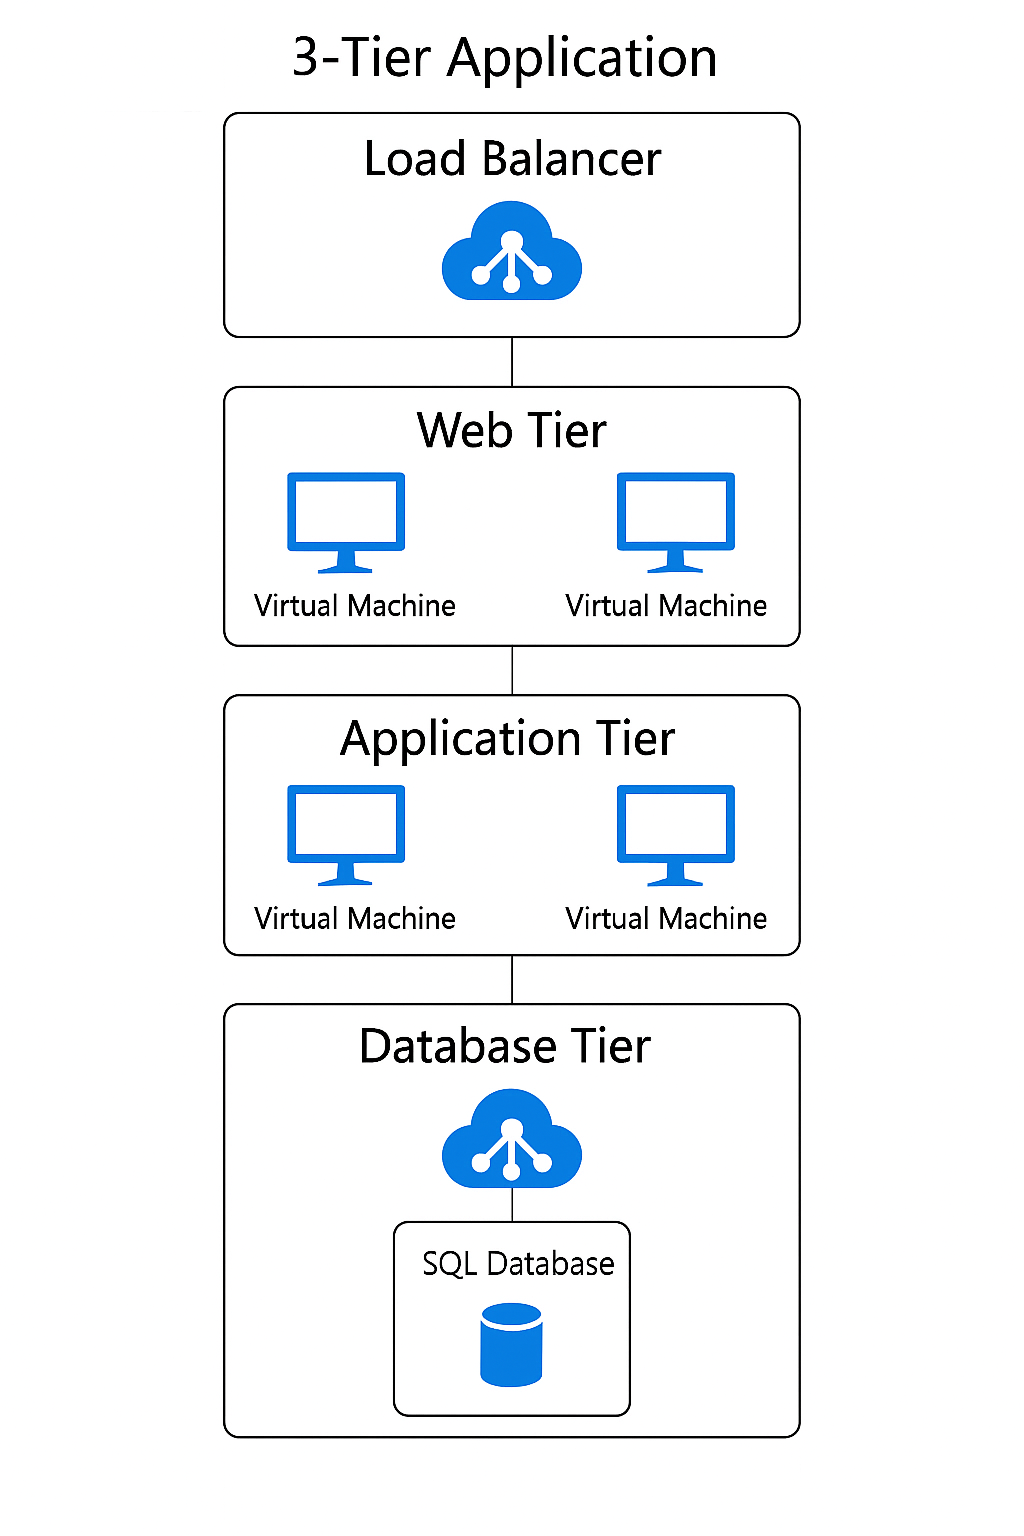 3-Tier Application
Load Balancer
Web Tier
Virtual Machine
Virtual Machine
Application Tier
Virtual Machine
Virtual Machine
Database Tier
SQL Database